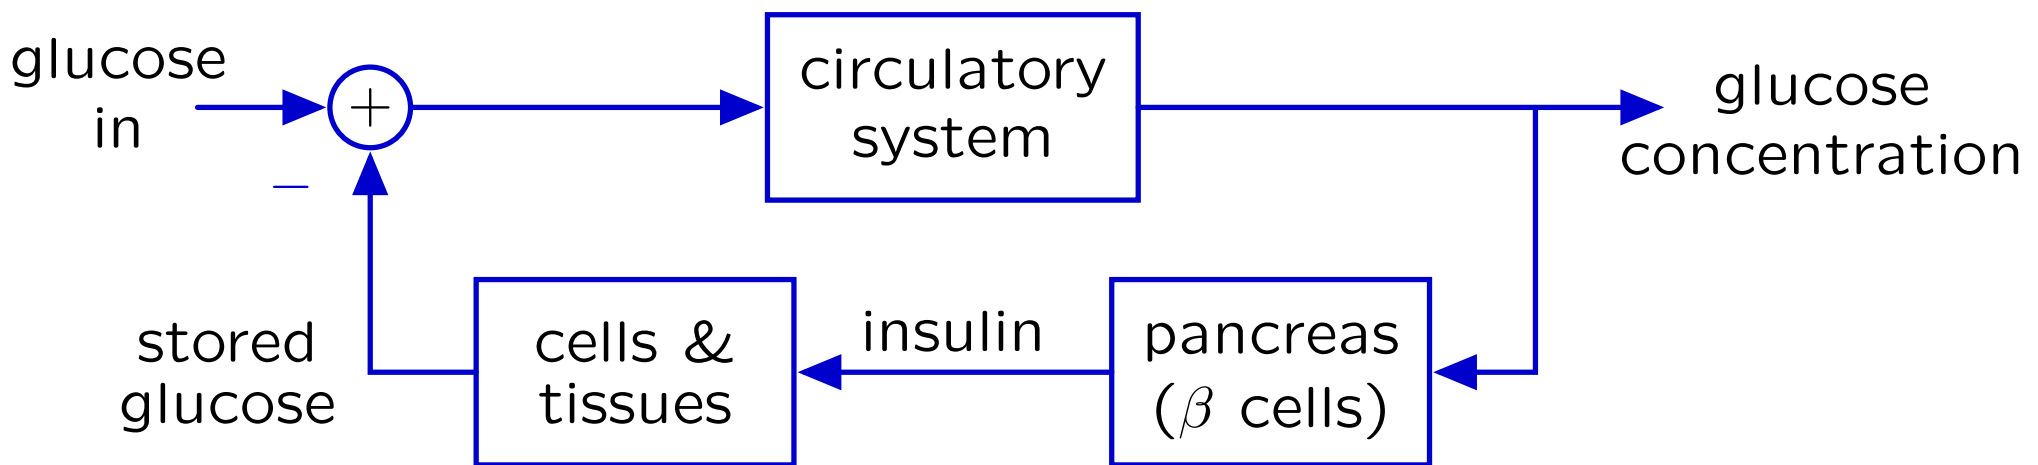 glucose
in
+
−
circulatory
system
glucose
concentration
stored
glucose
cells &
tissues
insulin
pancreas
(β cells)